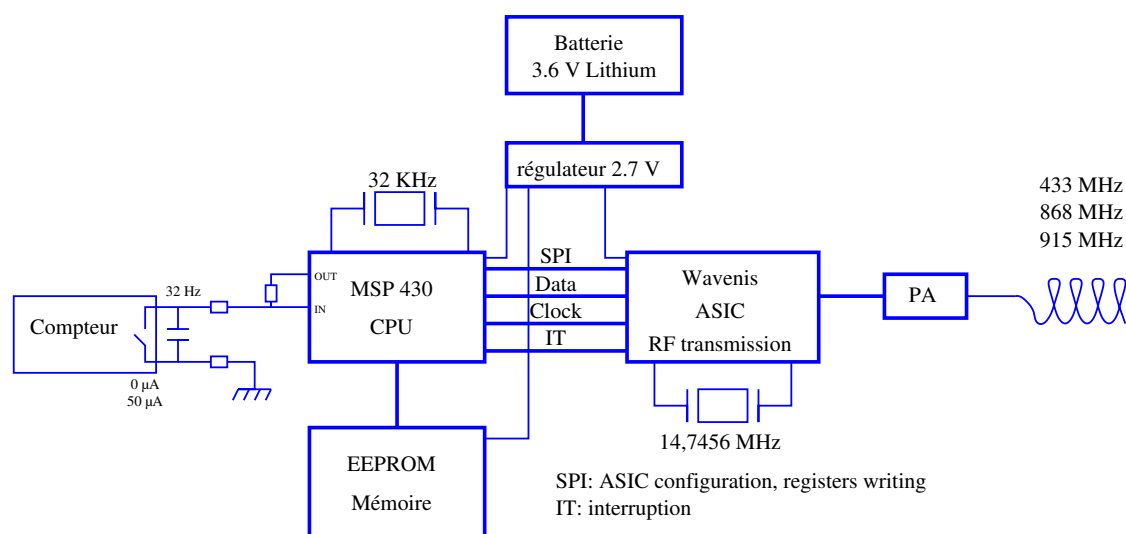 Batterie
3.6 V Lithium
régulateur 2.7 V
32 KHz
433 MHz
868 MHz
915 MHz
OUT
IN
MSP 430
CPU
SPI
Data
Clock
IT
Wavenis
ASIC
RF transmission
PA
32 Hz
Compteur
0 µA
50 µA
14,7456 MHz
EEPROM
Mémoire
SPI: ASIC configuration, registers writing
IT: interruption